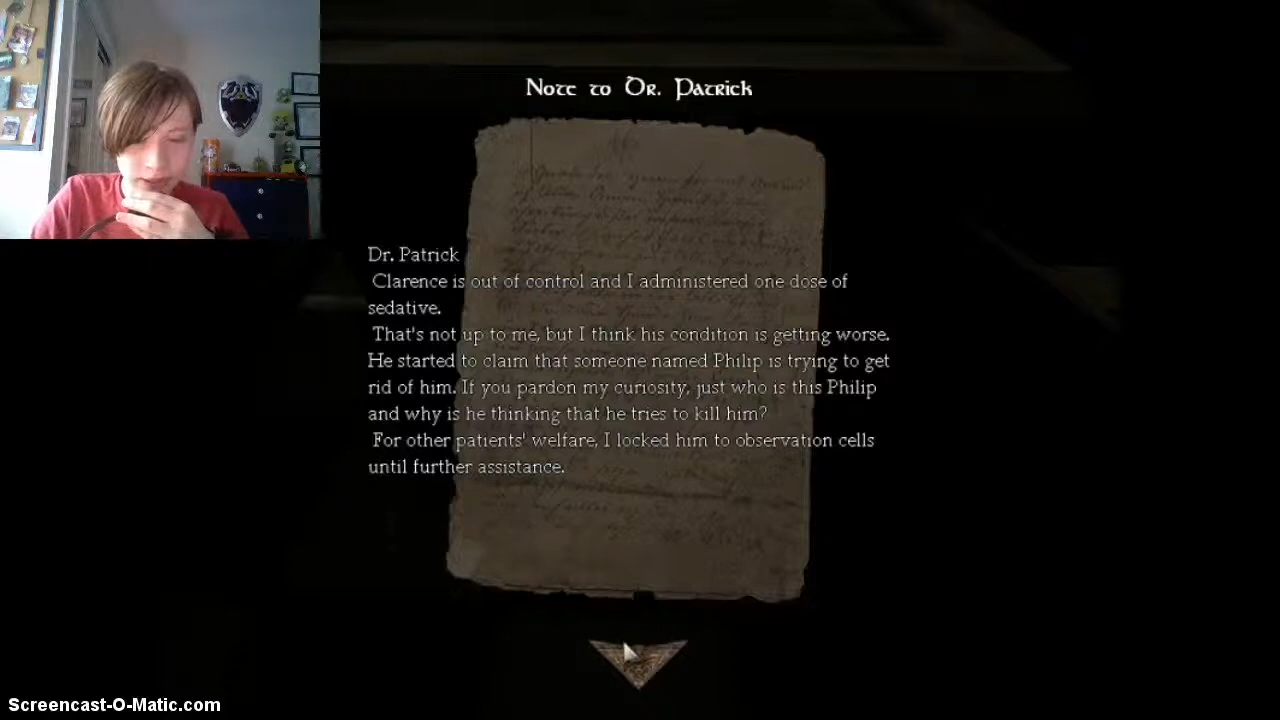 Note to Dr. Patrick
Dr. Patrick
Clarence is out of control and I administered one dose of
sedative.
That's not up to me, but I think his condition is getting worse.
He started to claim that someone named Philip is trying to get
rid of him. If you pardon my curiosity, just who is this Philip
and why is he thinking that he tries to kill him?
For other patients' welfare, I locked him to observation cells
until further assistance.
Screencast-O-Matic.com